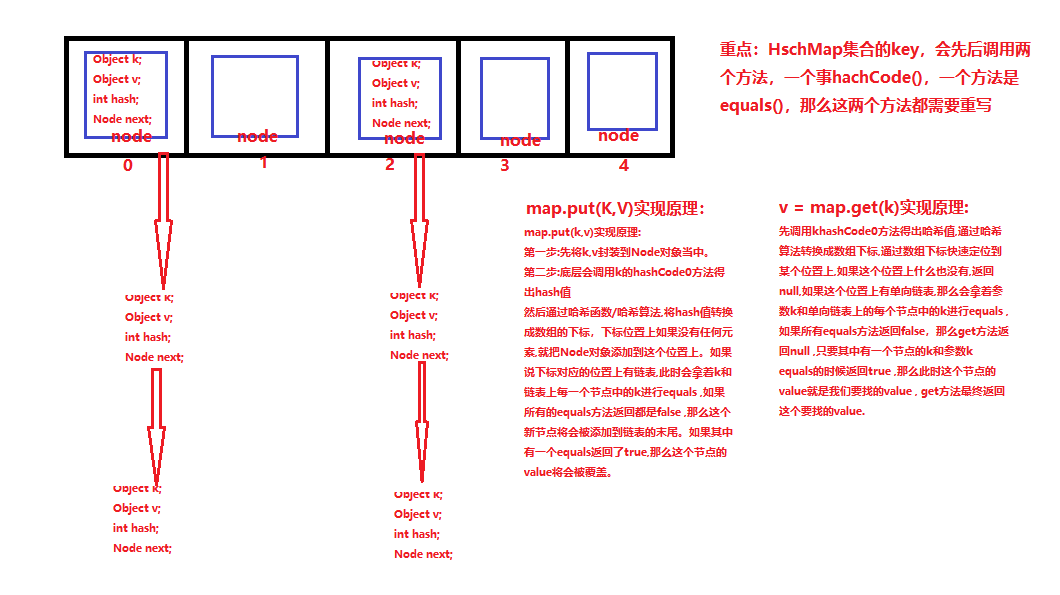 Object k;
Object v;
int hash;
Node next;
node
node
Object k;
Object v;
int hash;
Node next;
node
node
node
0
1
2
3
4
重点：HschMap集合的key，会先后调用两
个方法，一个事hachCode()，一个方法是
equals()，那么这两个方法都需要重写
Object k;
Object v;
int hash;
Node next;
Object k;
Object v;
int hash;
Node next;
Object k;
Object v;
int hash;
Node next;
Object k;
Object v;
int hash;
Node next;
map.put(K,V)实现原理：
map.put(k,v)实现原理:
第一步:先将k,v封装到Node对象当中。
第二步:底层会调用k的hashCode0方法得
出hash值
然后通过哈希函数/哈希算法,将hash值转换
成数组的下标，下标位置上如果没有任何元
素,就把Node对象添加到这个位置上。如果
说下标对应的位置上有链表,此时会拿着k和
链表上每一个节点中的k进行equals ,如果
所有的equals方法返回都是false ,那么这个
新节点将会被添加到链表的末尾。如果其中
有一个equals返回了true,那么这个节点的
value将会被覆盖。
v = map.get(k)实现原理:
先调用khashCode0方法得出哈希值,通过哈希
算法转换成数组下标,通过数组下标快速定位到
某个位置上,如果这个位置上什么也没有,返回
null,如果这个位置上有单向链表,那么会拿着参
数k和单向链表上的每个节点中的k进行equals ,
如果所有equals方法返回false，那么get方法返
回null ,只要其中有一个节点的k和参数k
equals的时候返回true ,那么此时这个节点的
value就是我们要找的value , get方法最终返回
这个要找的value.